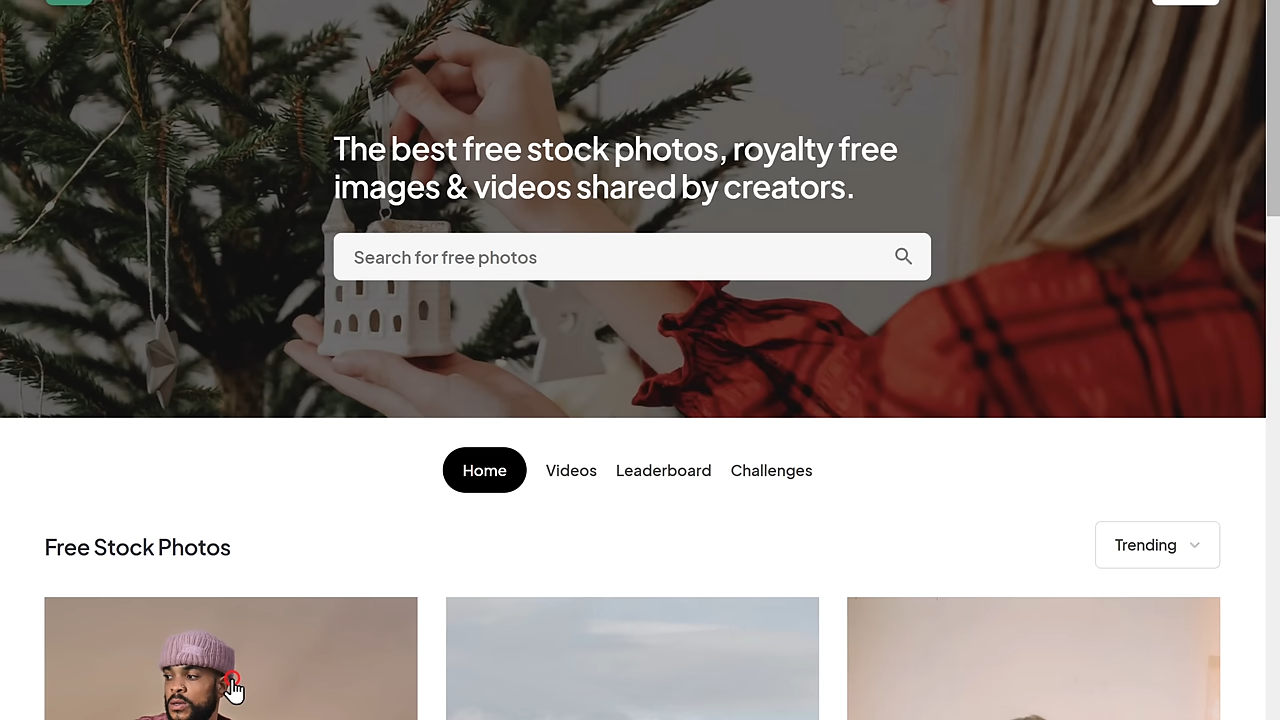 The best free stock photos, royalty free
images & videos shared by creators.
Search for free photos
Home Videos Leaderboard Challenges
Free Stock Photos
Trending